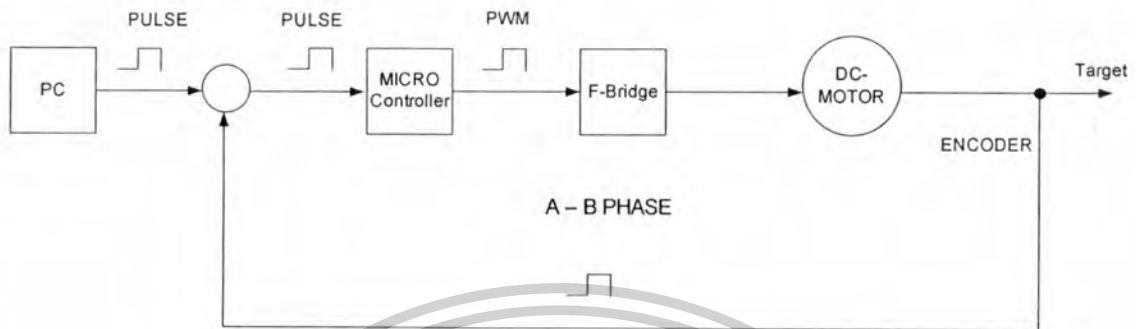 PULSE
PULSE
PWM
PC
MICRO
Controller
F-Bridge
DC-
MOTOR
Target
ENCODER
A – B PHASE